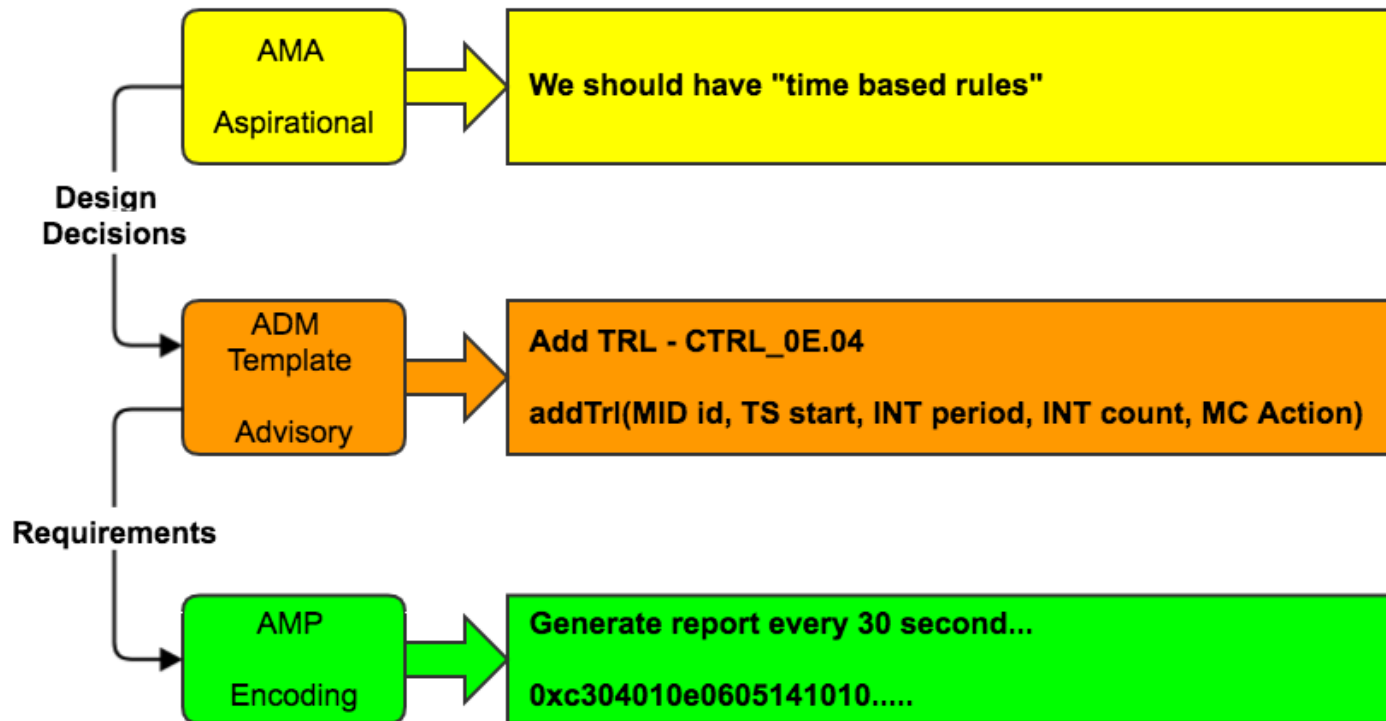 AMA
Aspirational
We should have "time based rules"
Design
Decisions
ADM
Template
Advisory
Add TRL - CTRL_0E.04
addTrl(MID id, TS start, INT period, INT count, MC Action)
Requirements
AMP
Encoding
Generate report every 30 second...
0xc304010e0605141010.....